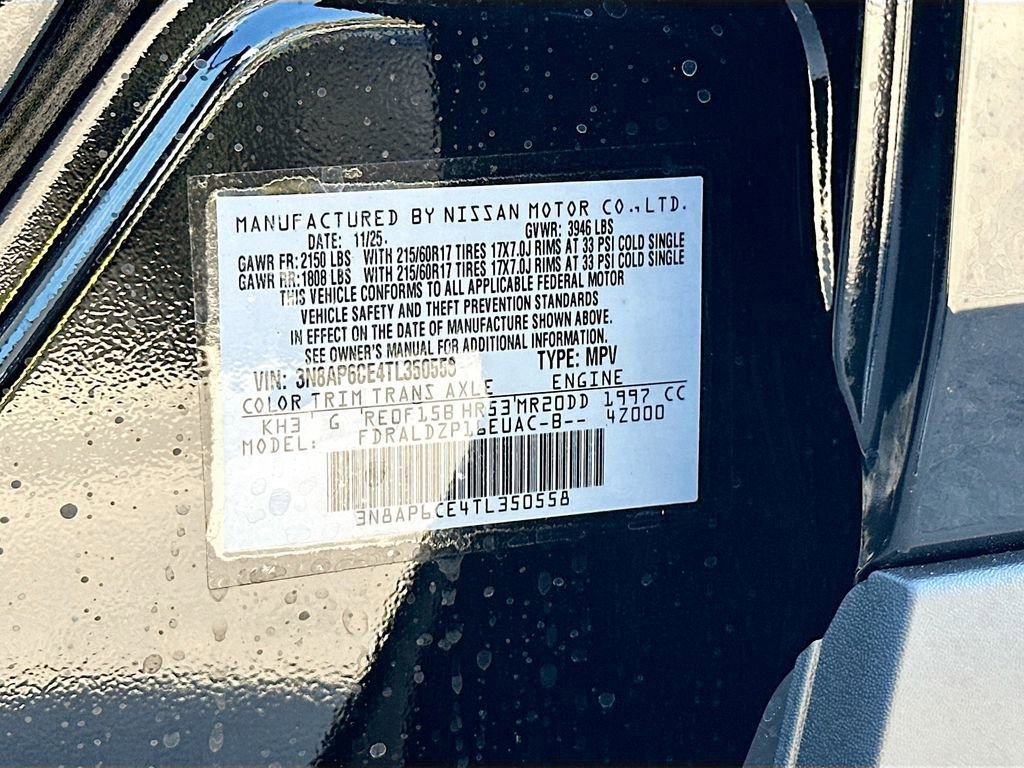 MANUFACTURED BY NISSAN MOTOR CO.,LTD.
DATE: 11/25. GVWR: 3946 LBS
GAWR FR: 2150 LBS WITH 215/60R17 TIRES 17X7.0J RIMS AT 33 PSI COLD SINGLE
GAWR RR: 1808 LBS WITH 215/60R17 TIRES 17X7.0J RIMS AT 33 PSI COLD SINGLE
THIS VEHICLE CONFORMS TO ALL APPLICABLE FEDERAL MOTOR
VEHICLE SAFETY AND THEFT PREVENTION STANDARDS
IN EFFECT ON THE DATE OF MANUFACTURE SHOWN ABOVE.
SEE OWNER'S MANUAL FOR ADDITIONAL INFORMATION.
VIN: 3N8AP6CE4TL350558 TYPE: MPV
COLOR TRIM TRANS AXLE ENGINE
KH3 G RE0F15B HR53 MR20DD 1997 CC
MODEL: FDRALDZP16EUAC-B-- 4Z000
3N8AP6CE4TL350558